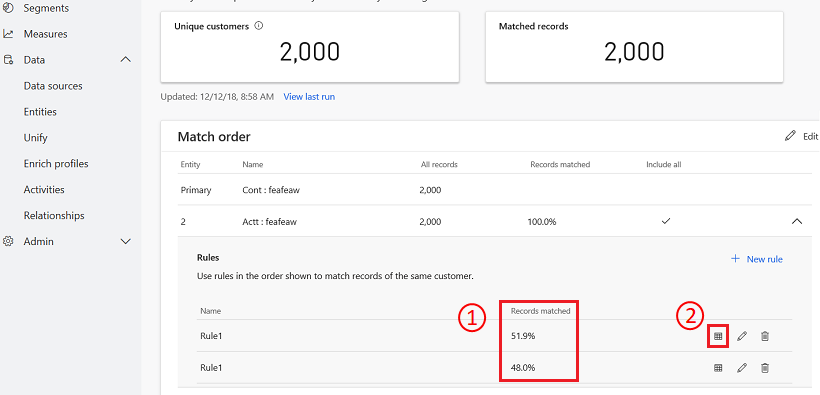 Segments
Measures
Data
Data sources
Entities
Unify
Enrich profiles
Activities
Relationships
Admin
Unique customers
2,000
Matched records
2,000
Updated: 12/12/18, 8:58 AM View last run
Match order
Edit
Entity Name All records Records matched Include all
Primary Cont : feafeaw 2,000
2 Actt : feafeaw 2,000 100.0%
Rules
New rule
Use rules in the order shown to match records of the same customer.
1
2
Name Records matched
Rule1 51.9%
Rule1 48.0%